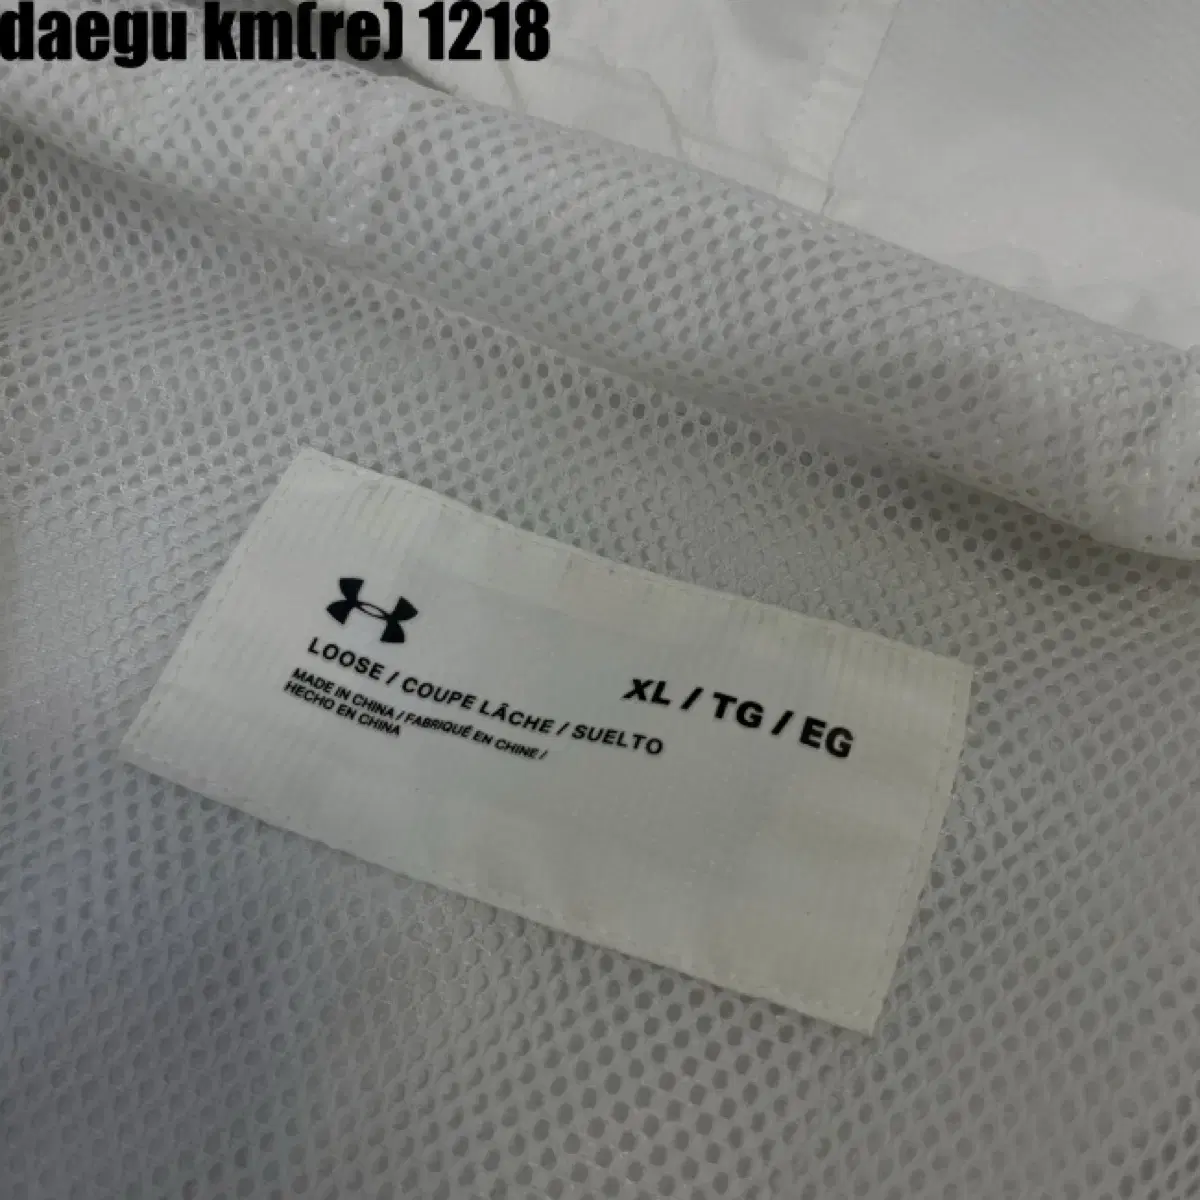 daegu km(re) 1218
LOOSE / COUPE LÂCHE / SUELTO
MADE IN CHINA / FABRIQUÉ EN CHINE /
HECHO EN CHINA
XL / TG / EG